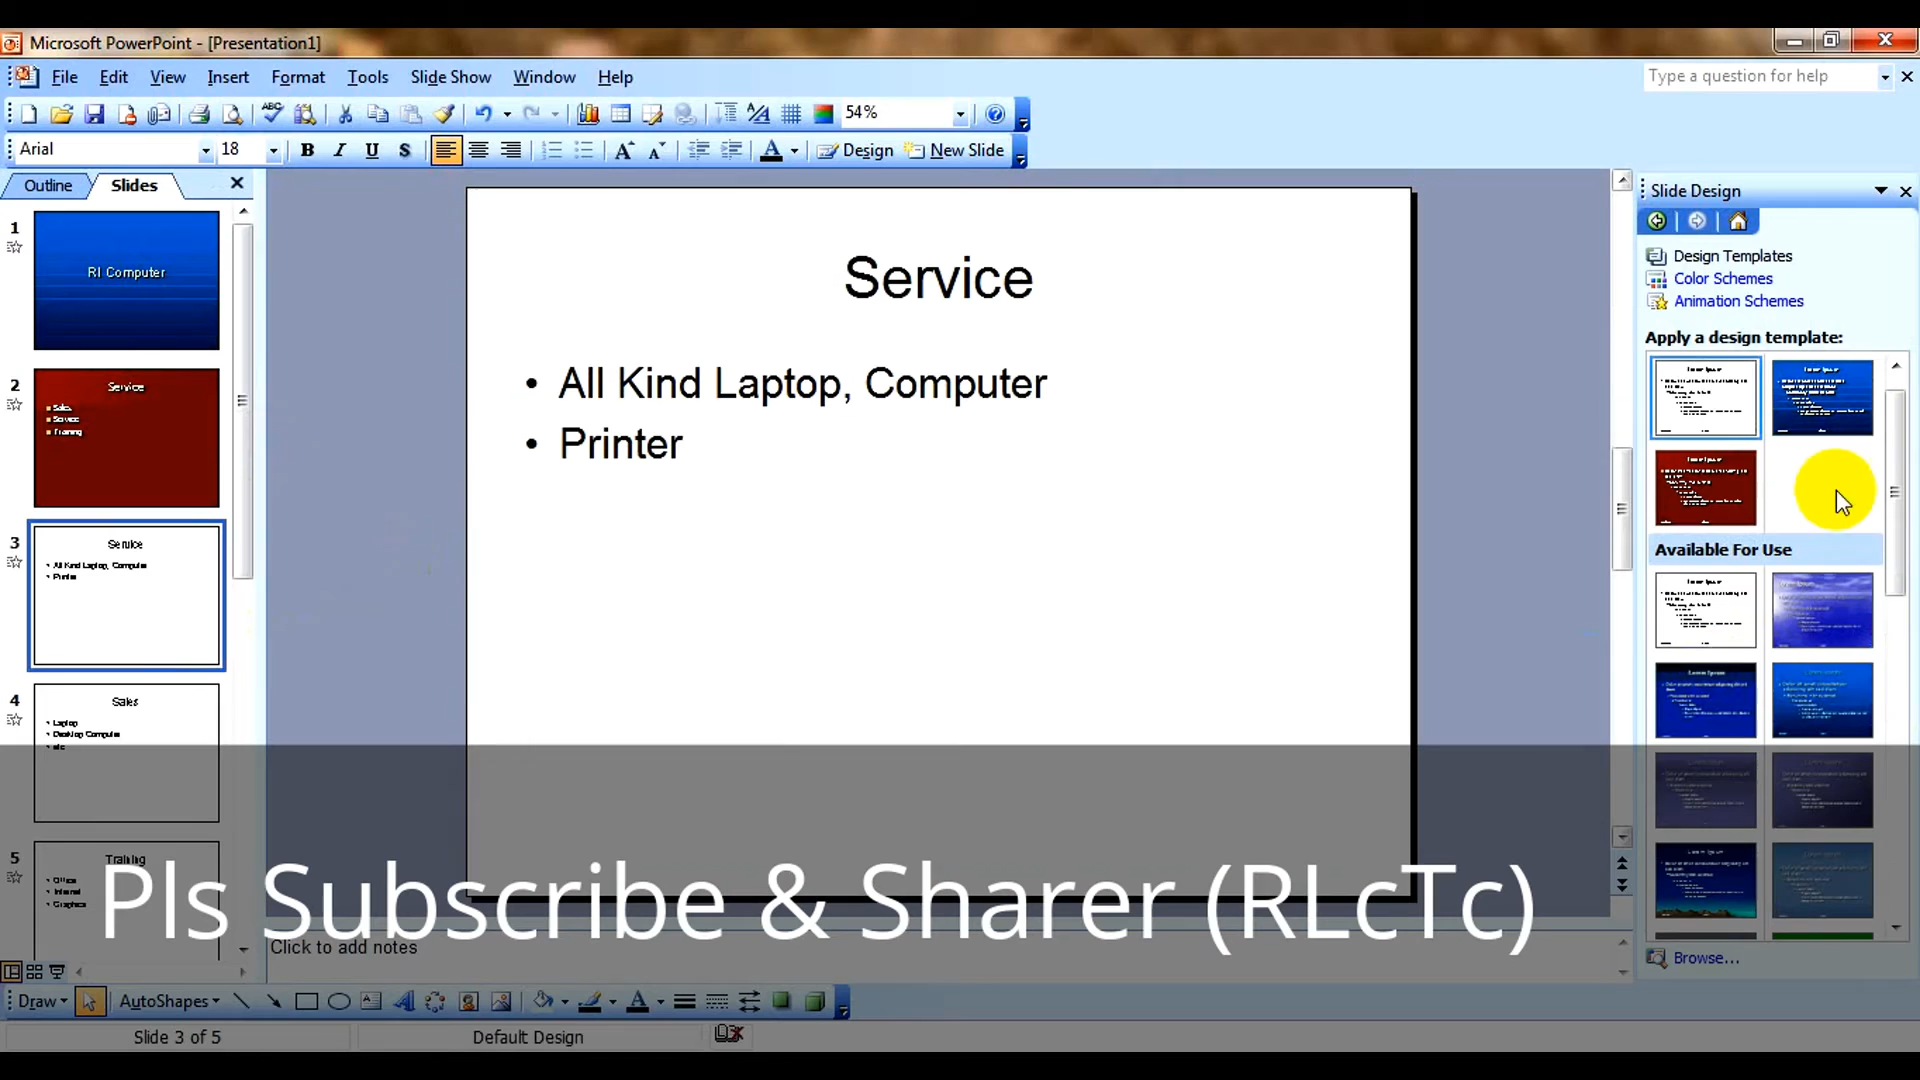 Microsoft PowerPoint - [Presentation1]
File Edit View Insert Format Tools Slide Show Window Help
Type a question for help
54%
Arial 18 B I U S A A A Design New Slide
Outline Slides
Slide Design
1
RI Computer
2
Service
Sales
Service
Training
3
Service
All Kind Laptop, Computer
Printer
4
Sales
Laptop
Desktop Computer
etc
5
Training
Office
Internet
Graphics
Service
• All Kind Laptop, Computer
• Printer
Design Templates
Color Schemes
Animation Schemes
Apply a design template:
Available For Use
Browse...
Pls Subscribe & Sharer (RLcTc)
Click to add notes
Draw AutoShapes
Slide 3 of 5 Default Design